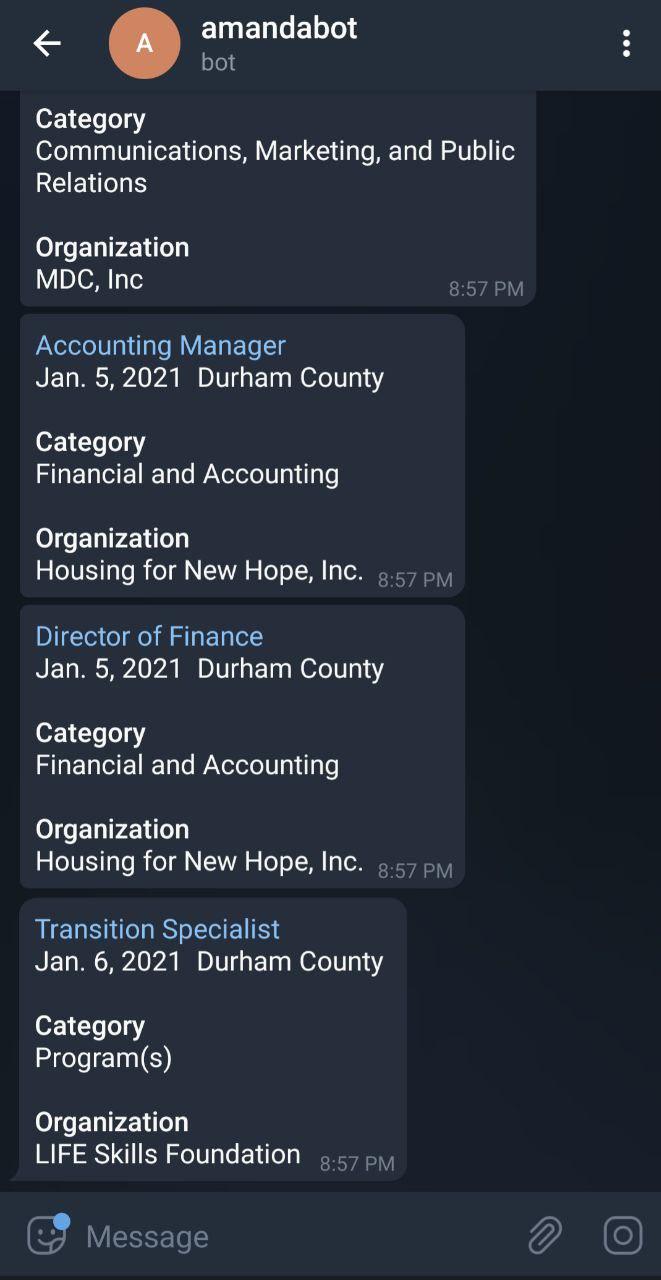 amandabot
A
bot
Category
Communications, Marketing, and Public
Relations
Organization
MDC, Inc
8:57 PM
Accounting Manager
Jan. 5, 2021 Durham County
Category
Financial and Accounting
Organization
Housing for New Hope, Inc. 8:57 PM
Director of Finance
Jan. 5, 2021 Durham County
Category
Financial and Accounting
Organization
Housing for New Hope, Inc. 8:57 PM
Transition Specialist
Jan. 6, 2021 Durham County
Category
Program(s)
Organization
LIFE Skills Foundation 8:57 PM
Message